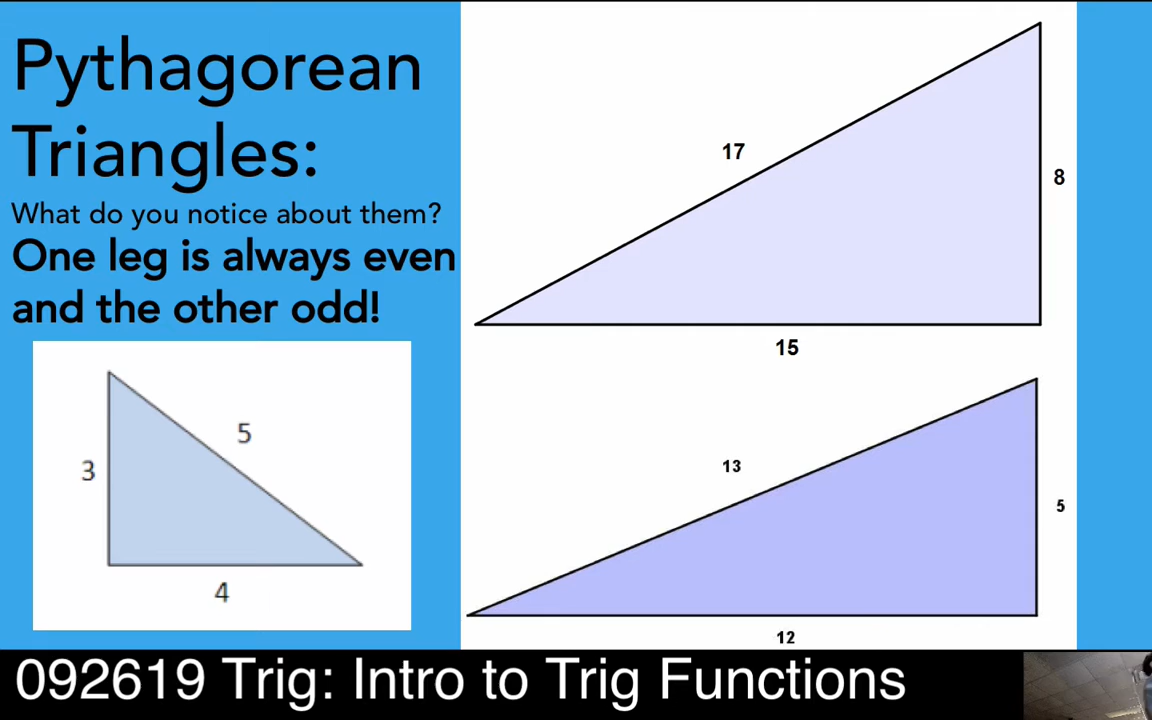 Pythagorean
Triangles:
What do you notice about them?
One leg is always even
and the other odd!
3
5
4
17
8
15
13
5
12
092619 Trig: Intro to Trig Functions